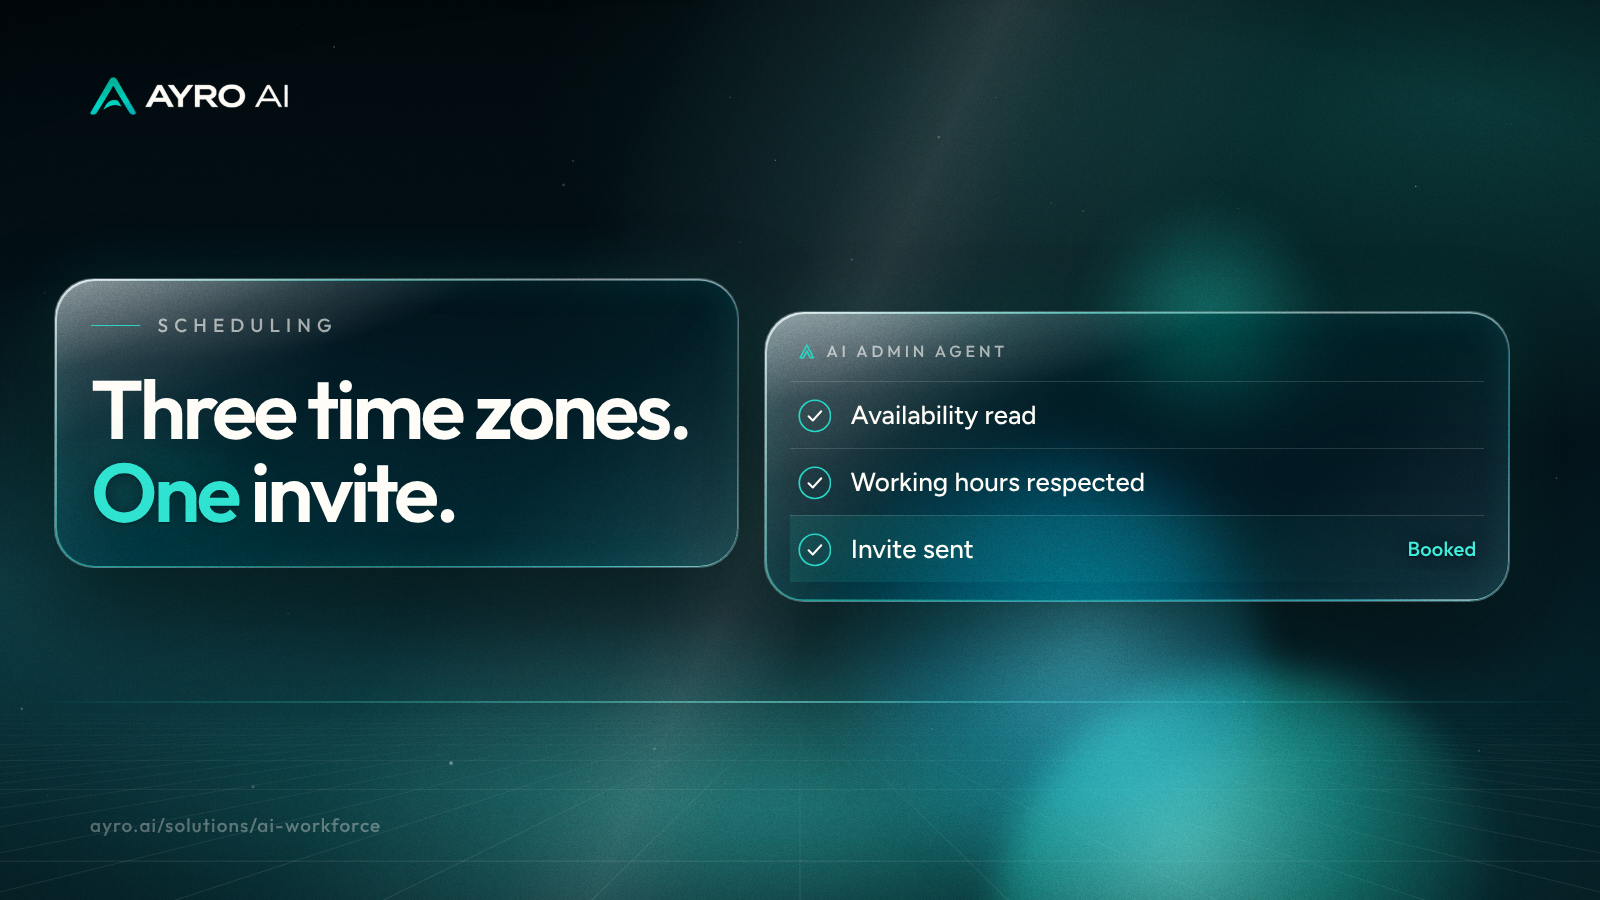 AYRO AI
SCHEDULING
Three time zones.
One invite.
AI ADMIN AGENT
Availability read
Working hours respected
Invite sent
Booked
ayro.ai/solutions/ai-workforce